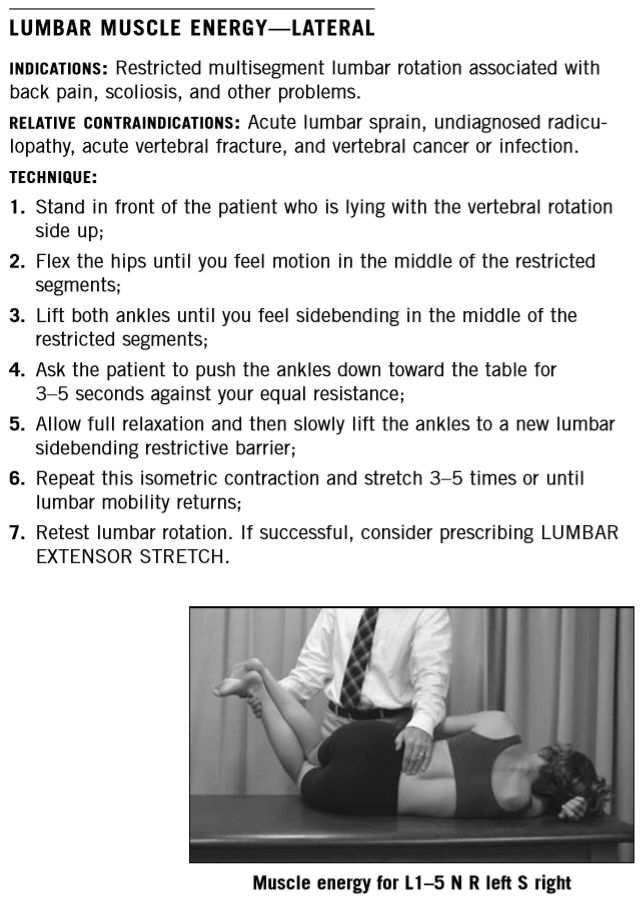 LUMBAR MUSCLE ENERGY—LATERAL
INDICATIONS: Restricted multisegment lumbar rotation associated with
back pain, scoliosis, and other problems.
RELATIVE CONTRAINDICATIONS: Acute lumbar sprain, undiagnosed radicu-
lopathy, acute vertebral fracture, and vertebral cancer or infection.
TECHNIQUE:
1. Stand in front of the patient who is lying with the vertebral rotation
side up;
2. Flex the hips until you feel motion in the middle of the restricted
segments;
3. Lift both ankles until you feel sidebending in the middle of the
restricted segments;
4. Ask the patient to push the ankles down toward the table for
3–5 seconds against your equal resistance;
5. Allow full relaxation and then slowly lift the ankles to a new lumbar
sidebending restrictive barrier;
6. Repeat this isometric contraction and stretch 3–5 times or until
lumbar mobility returns;
7. Retest lumbar rotation. If successful, consider prescribing LUMBAR
EXTENSOR STRETCH.
Muscle energy for L1–5 N R left S right